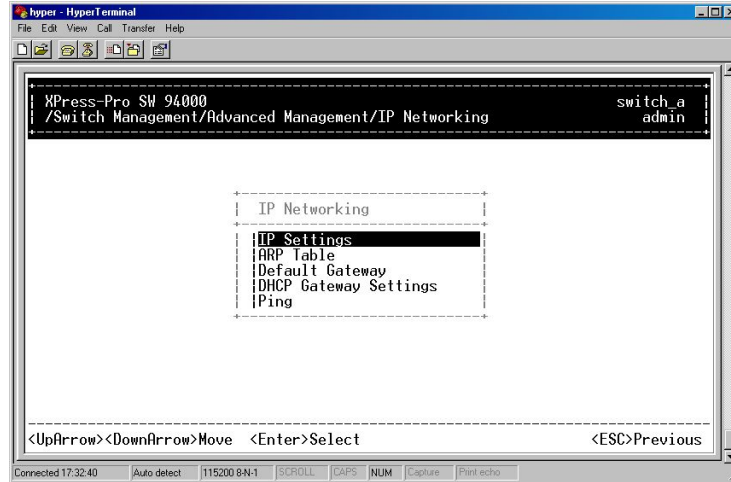 hyper - HyperTerminal
File Edit View Call Transfer Help
XPress-Pro SW 94000 switch_a
/Switch Management/Advanced Management/IP Networking admin
IP Networking
IP Settings
ARP Table
Default Gateway
DHCP Gateway Settings
Ping
<UpArrow><DownArrow>Move <Enter>Select <ESC>Previous
Connected 17:32:40 Auto detect 115200 8-N-1 SCROLL CAPS NUM Capture Print echo